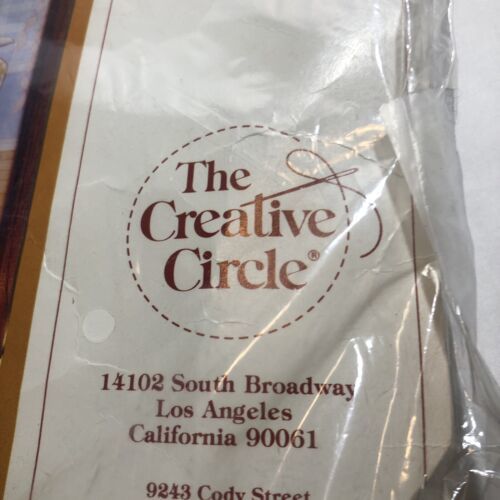 The
Creative
Circle®
14102 South Broadway
Los Angeles
California 90061
9243 Cody Street